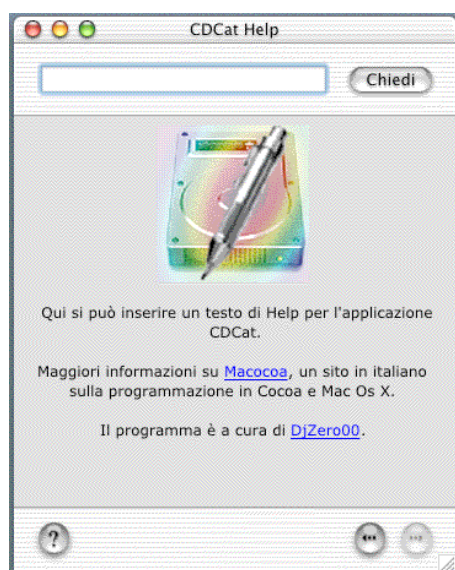 CDCat Help
Chiedi
Qui si può inserire un testo di Help per l'applicazione
CDCat.
Maggiori informazioni su Macocoa, un sito in italiano
sulla programmazione in Cocoa e Mac Os X.
Il programma è a cura di DjZero00.
?